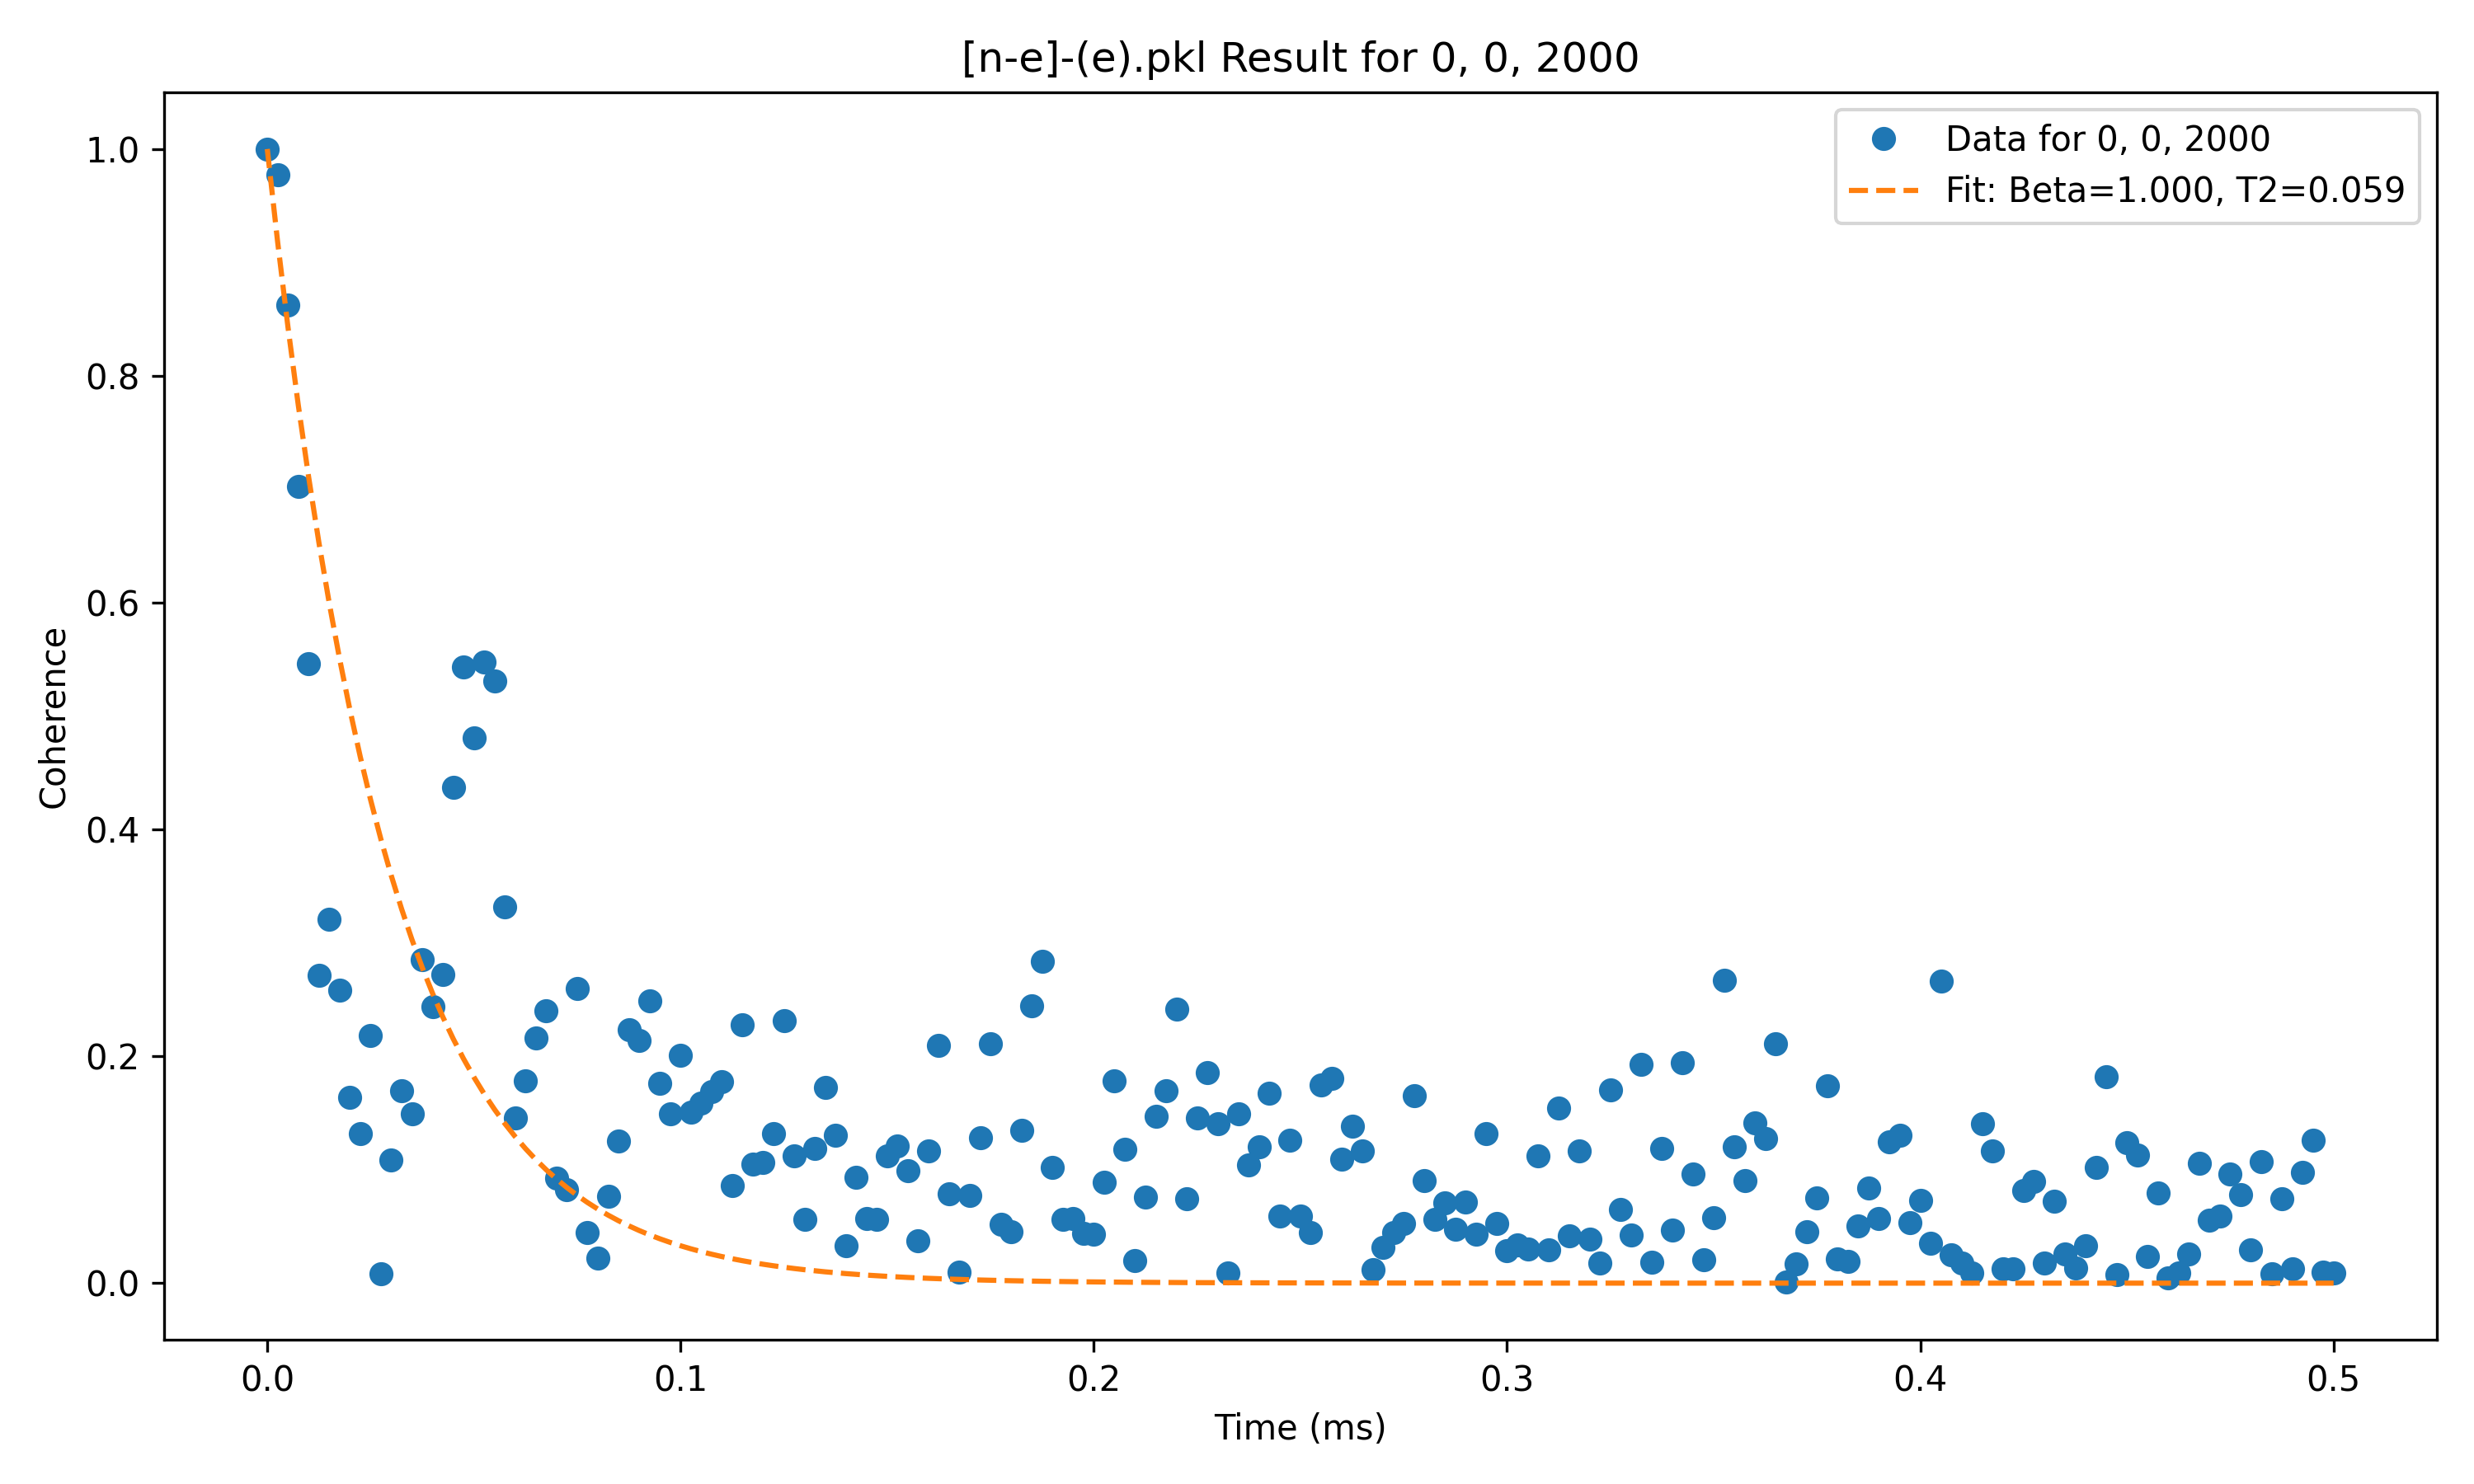 [n-e]-(e).pkl Result for 0, 0, 2000
Data for 0, 0, 2000
Fit: Beta=1.000, T2=0.059
Coherence
1.0
0.8
0.6
0.4
0.2
0.0
0.0 0.1 0.2 0.3 0.4 0.5
Time (ms)